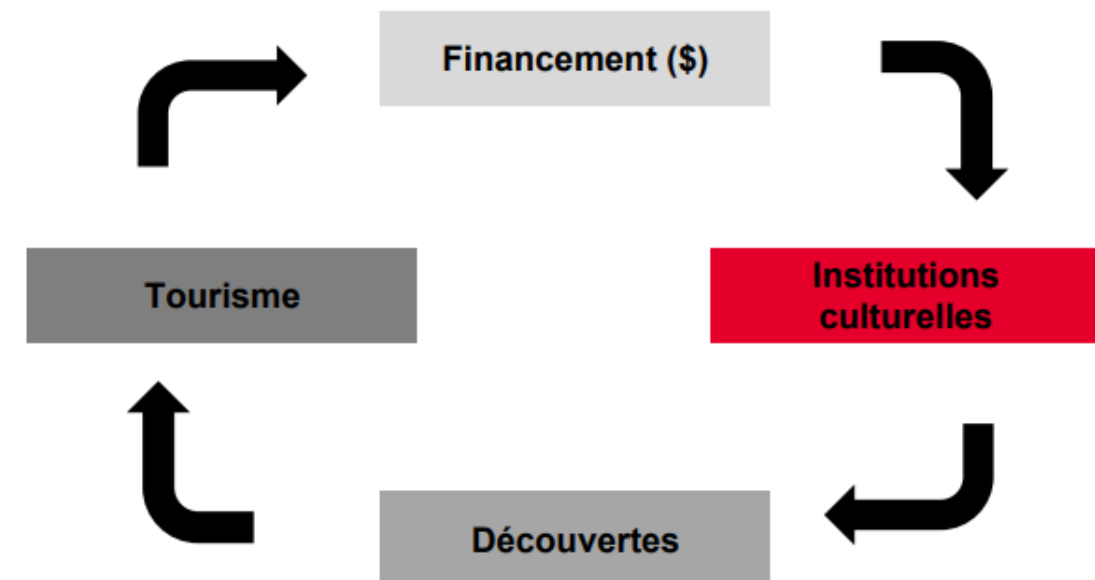 Financement ($)
Tourisme
Institutions
culturelles
Découvertes